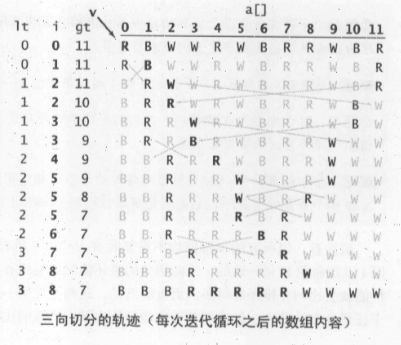 v a[]
lt i gt 1 2 3 4 5 6 7 8 9 10 11
0 0 11 R B W W R W B R R W B R
0 1 11 R B W W R W B R R W B R
1 2 11 B R W W R W B R R W B R
1 2 10 B R R W R W B R R W B W
1 3 10 B R R W R W B R R W B W
1 3 9 B R R B R W B R R W W W
2 4 9 B B R R R W B R R W W W
2 5 9 B B R R R W B R R W W W
2 5 8 B B R R R W B R R W W W
2 5 7 B B R R R R B R W W W W
2 6 7 B B R R R R B R W W W W
3 7 7 B B B R R R R R W W W W
3 8 7 B B B R R R R R W W W W
3 8 7 B B B R R R R R W W W W
三向切分的轨迹（每次迭代循环之后的数组内容）